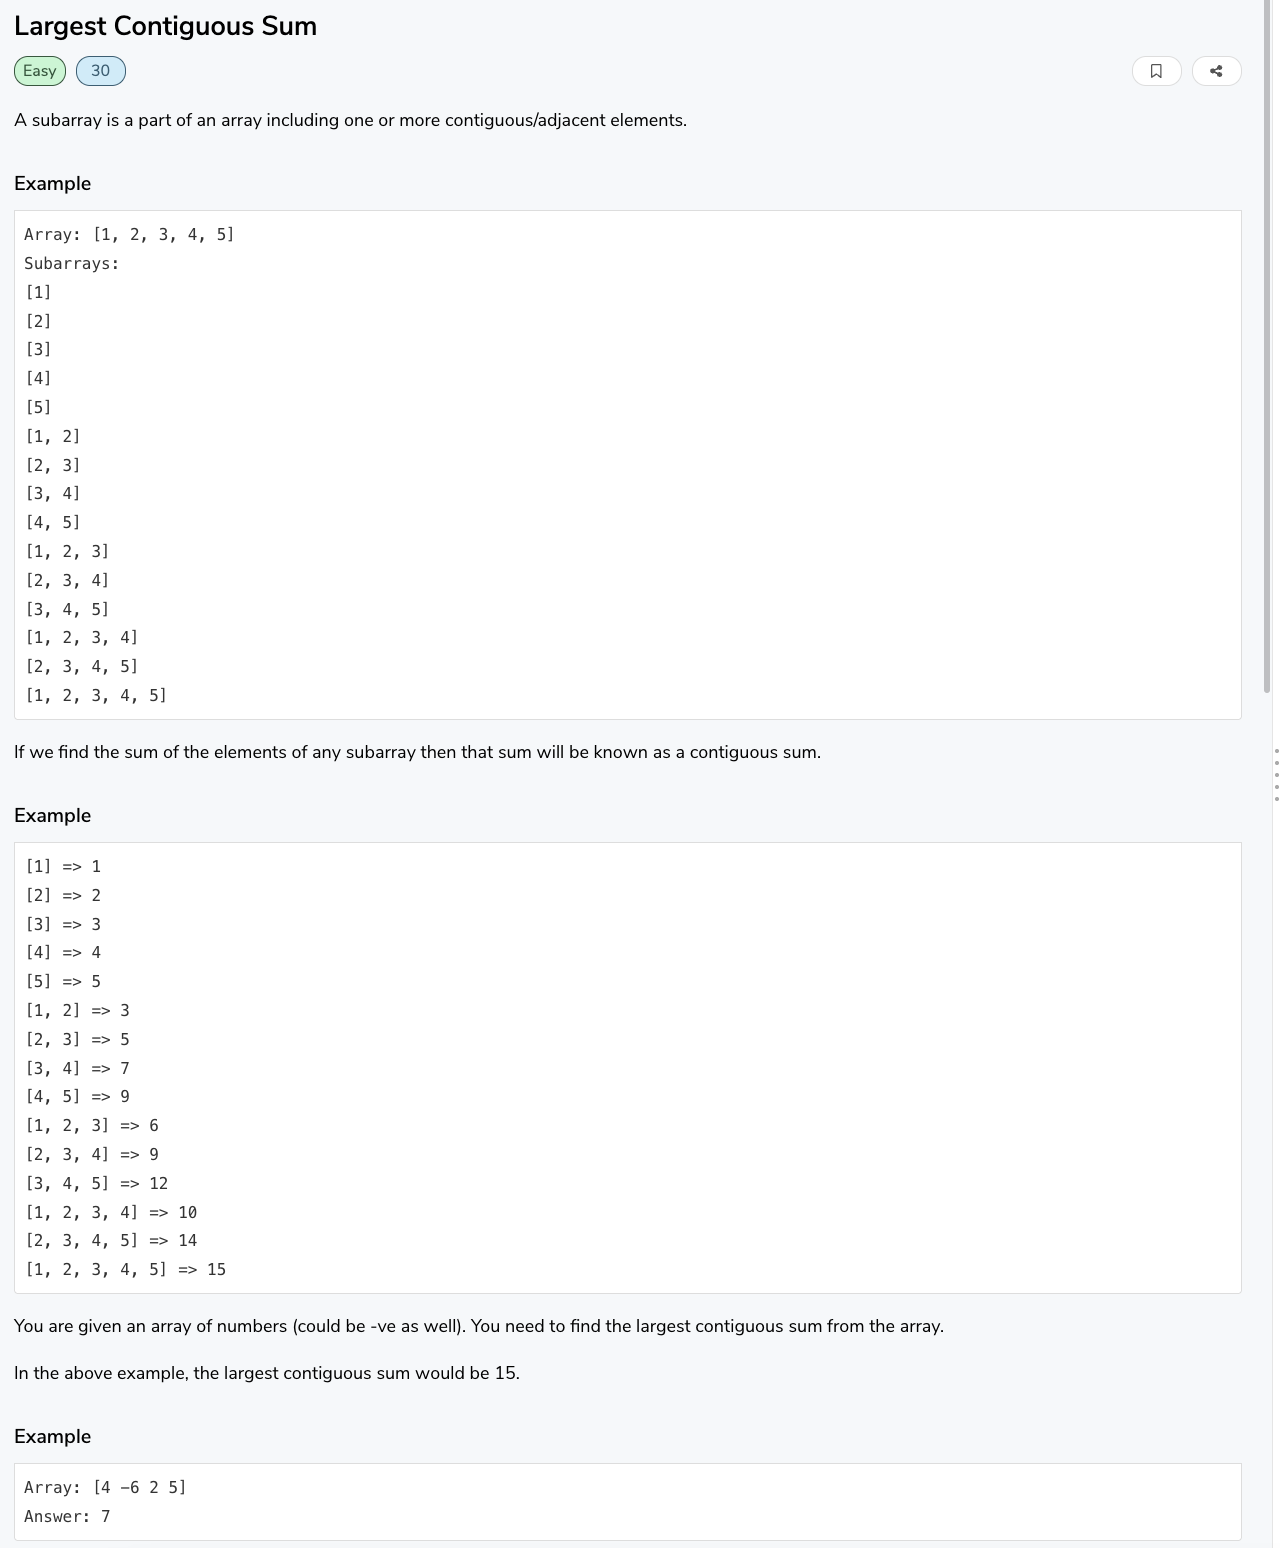 Largest Contiguous Sum
Easy 30
A subarray is a part of an array including one or more contiguous/adjacent elements.
Example
Array: [1, 2, 3, 4, 5]
Subarrays:
[1]
[2]
[3]
[4]
[5]
[1, 2]
[2, 3]
[3, 4]
[4, 5]
[1, 2, 3]
[2, 3, 4]
[3, 4, 5]
[1, 2, 3, 4]
[2, 3, 4, 5]
[1, 2, 3, 4, 5]
If we find the sum of the elements of any subarray then that sum will be known as a contiguous sum.
Example
[1] => 1
[2] => 2
[3] => 3
[4] => 4
[5] => 5
[1, 2] => 3
[2, 3] => 5
[3, 4] => 7
[4, 5] => 9
[1, 2, 3] => 6
[2, 3, 4] => 9
[3, 4, 5] => 12
[1, 2, 3, 4] => 10
[2, 3, 4, 5] => 14
[1, 2, 3, 4, 5] => 15
You are given an array of numbers (could be -ve as well). You need to find the largest contiguous sum from the array.
In the above example, the largest contiguous sum would be 15.
Example
Array: [4 -6 2 5]
Answer: 7